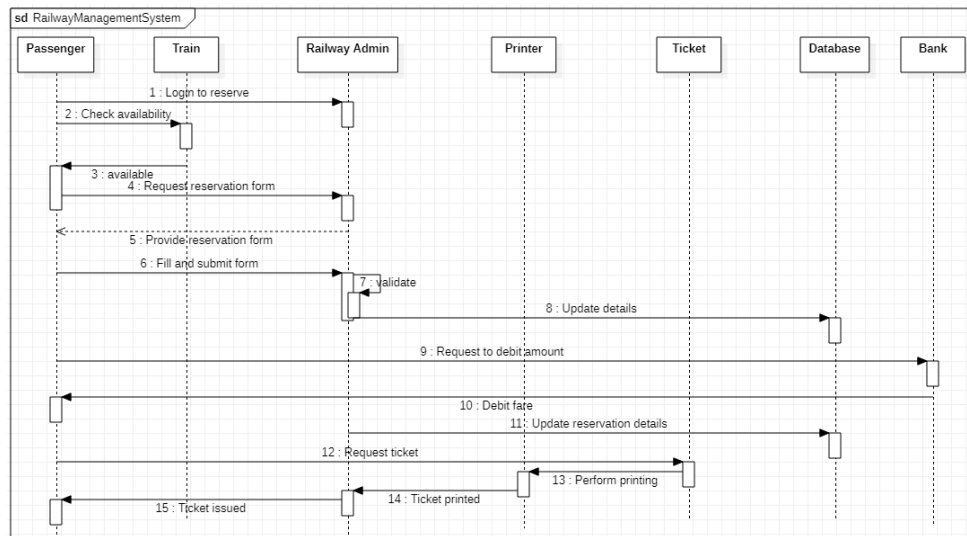 sd RailwayManagementSystem
Passenger
Train
Railway Admin
Printer
Ticket
Database
Bank
1 : Login to reserve
2 : Check availability
3 : available
4 : Request reservation form
5 : Provide reservation form
6 : Fill and submit form
7 : validate
8 : Update details
9 : Request to debit amount
10 : Debit fare
11 : Update reservation details
12 : Request ticket
13 : Perform printing
14 : Ticket printed
15 : Ticket issued